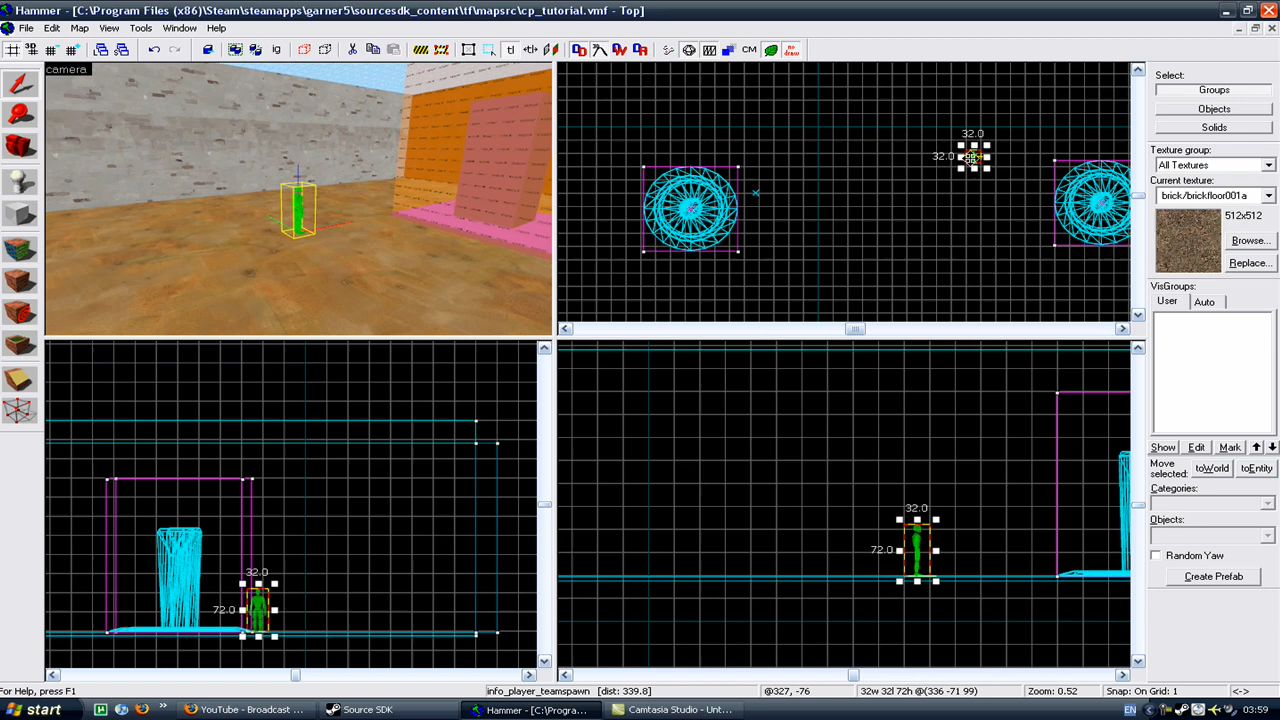 Hammer - [C:\Program Files (x86)\Steam\steamapps\garner5\sourcesdk_content\tf\mapsrc\cp_tutorial.vmf - Top]
File Edit Map View Tools Window Help
camera
32.0
32.0
32.0
72.0
32.0
72.0
Select:
Groups
Objects
Solids
Texture group:
All Textures
Current texture:
brick/brickfloor001a
512x512
Browse...
Replace...
VisGroups:
User Auto
Show Edit Mark
Move selected:
toWorld toEntity
Categories:
Objects:
Random Yaw
Create Prefab
For Help, press F1 info_player_teamspawn [dist: 339.8] @327, -76 32w 32l 72h @(336 -71 99) Zoom: 0.52 Snap: On Grid: 1 <->
start YouTube - Broadcast ... Source SDK Hammer - [C:\Progra... Camtasia Studio - Unt... EN 03:59